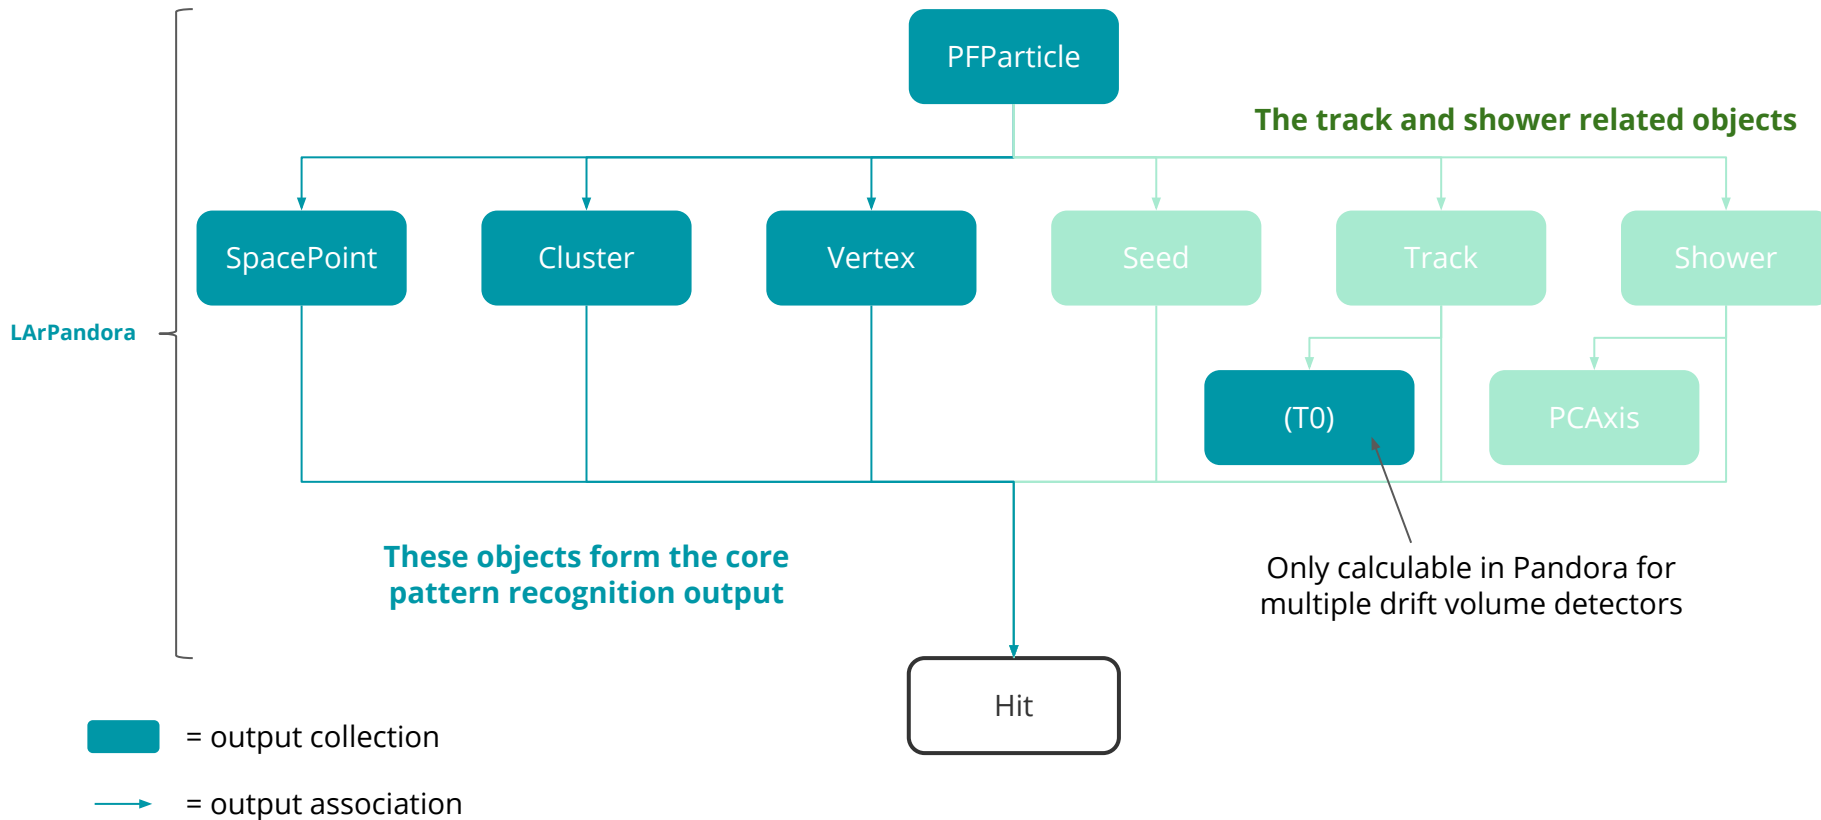 PFParticle
The track and shower related objects
SpacePoint
Cluster
Vertex
Seed
Track
Shower
LArPandora
(T0)
PCAxis
These objects form the core
pattern recognition output
Only calculable in Pandora for
multiple drift volume detectors
Hit
= output collection
= output association